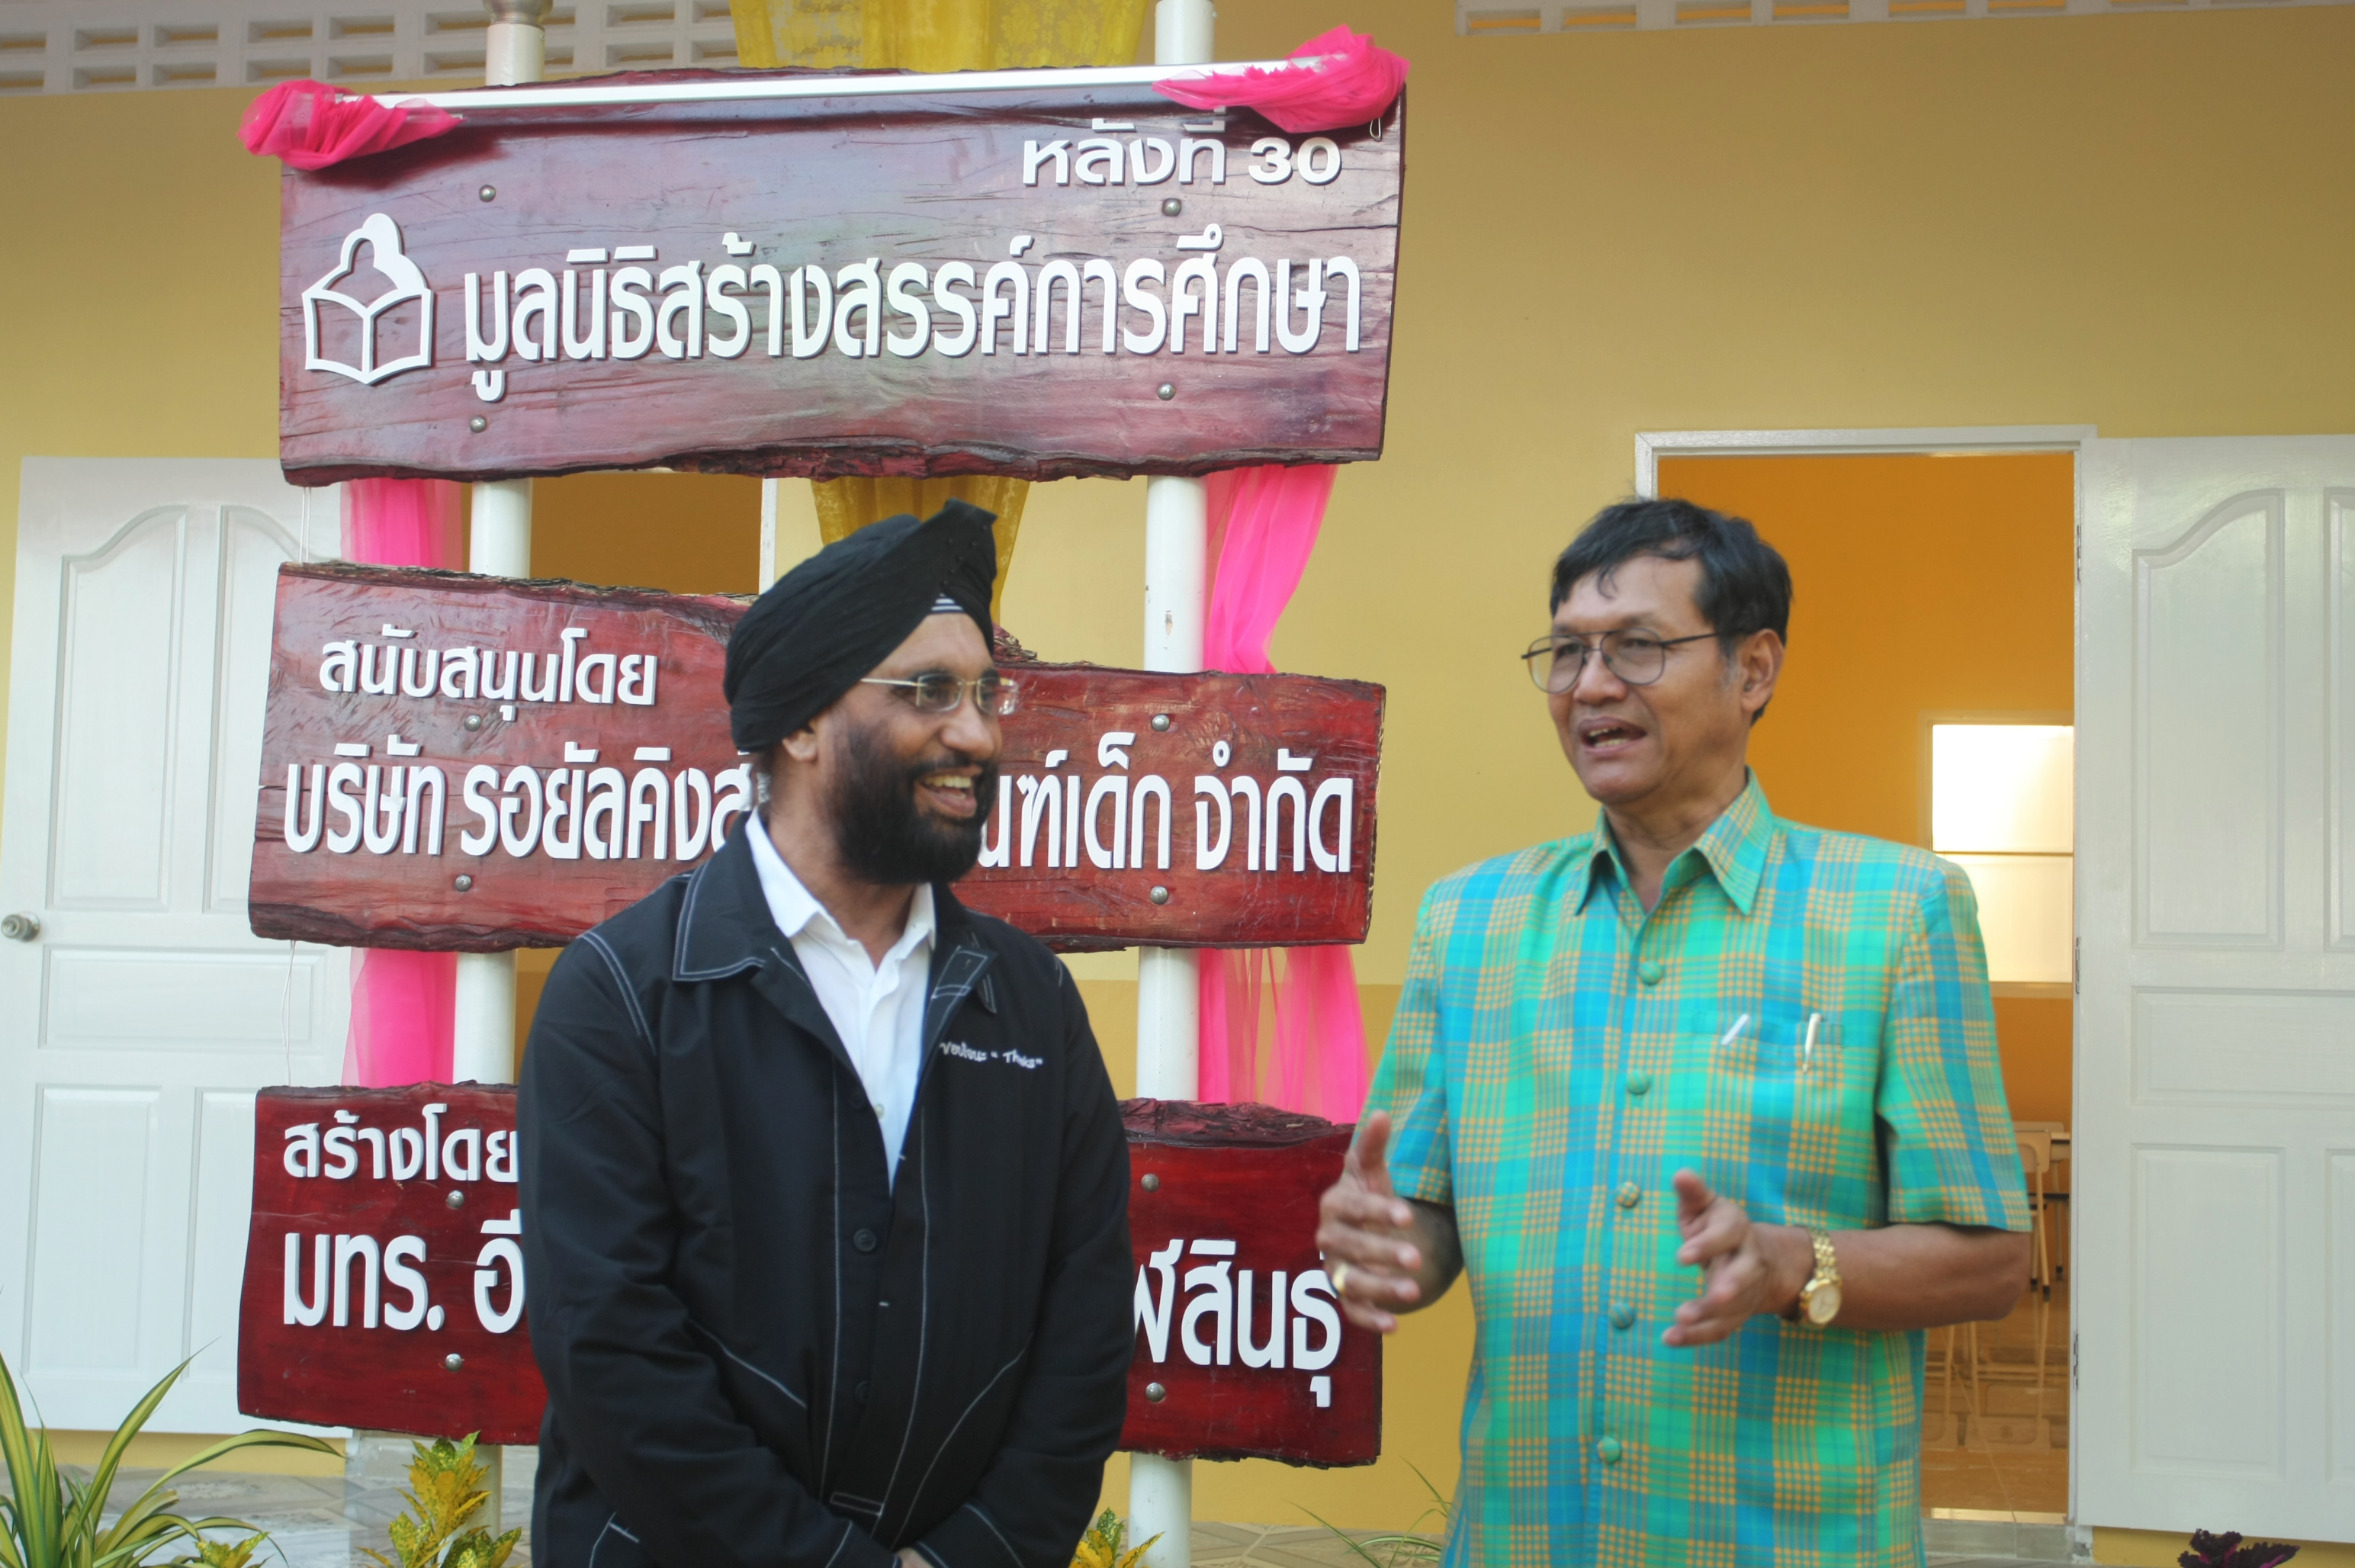 หลังที่ 30
มูลนิธิสร้างสรรค์การศึกษา
สนับสนุนโดย
บริษัท รอยัลคิงส์ ณฑ์เด็ก จำกัด
สร้างโดย
มทร. อี ฬสินธุ์